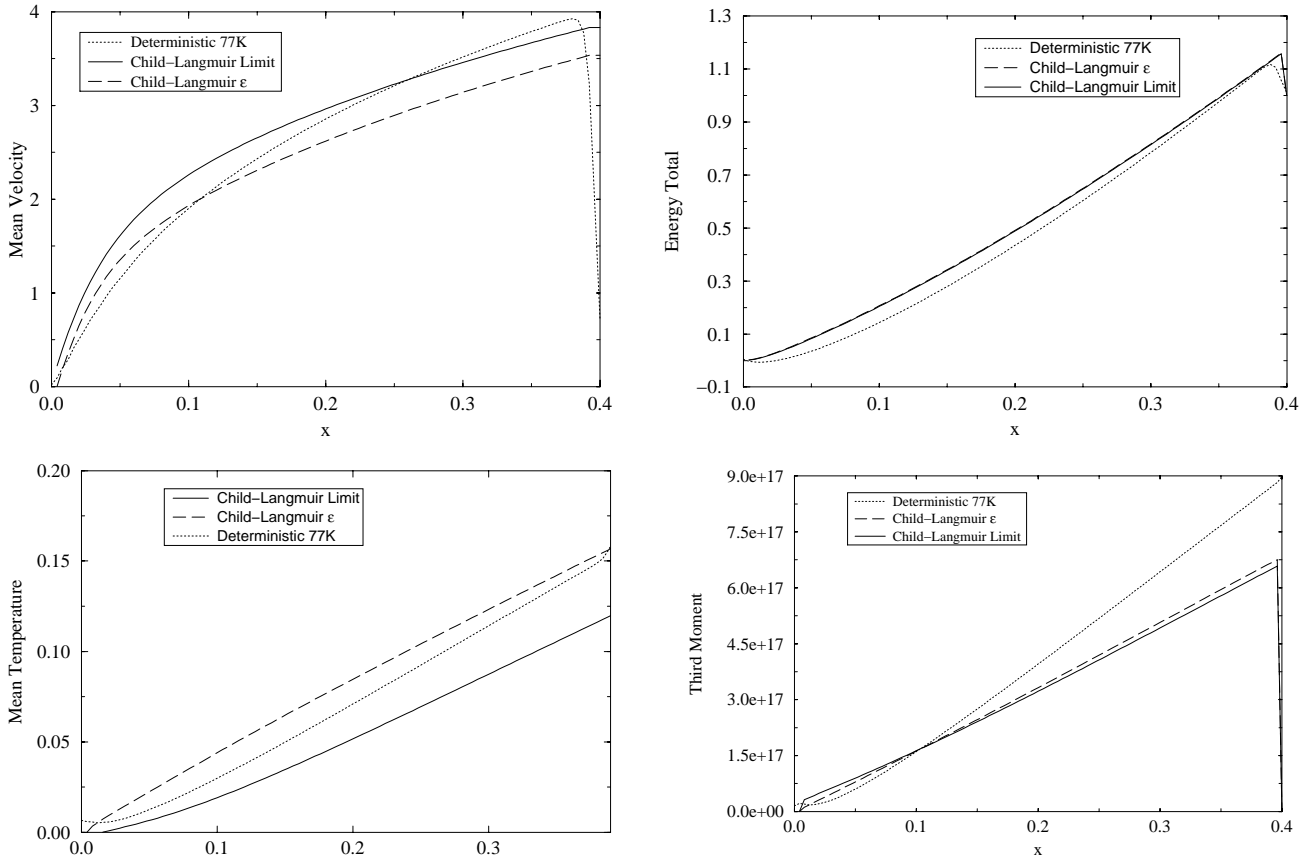 4
3
2
1
0
Mean Velocity
Deterministic 77K
Child–Langmuir Limit
Child–Langmuir ε
0.0 0.1 0.2 0.3 0.4
x
1.3
1.1
0.9
0.7
0.5
0.3
0.1
−0.1
Energy Total
Deterministic 77K
Child–Langmuir ε
Child–Langmuir Limit
0.0 0.1 0.2 0.3 0.4
x
0.20
0.15
0.10
0.05
0.00
Mean Temperature
Child–Langmuir Limit
Child–Langmuir ε
Deterministic 77K
0.0 0.1 0.2 0.3
9.0e+17
7.5e+17
6.0e+17
4.5e+17
3.0e+17
1.5e+17
0.0e+00
Third Moment
Deterministic 77K
Child–Langmuir ε
Child–Langmuir Limit
0.0 0.1 0.2 0.3 0.4
x